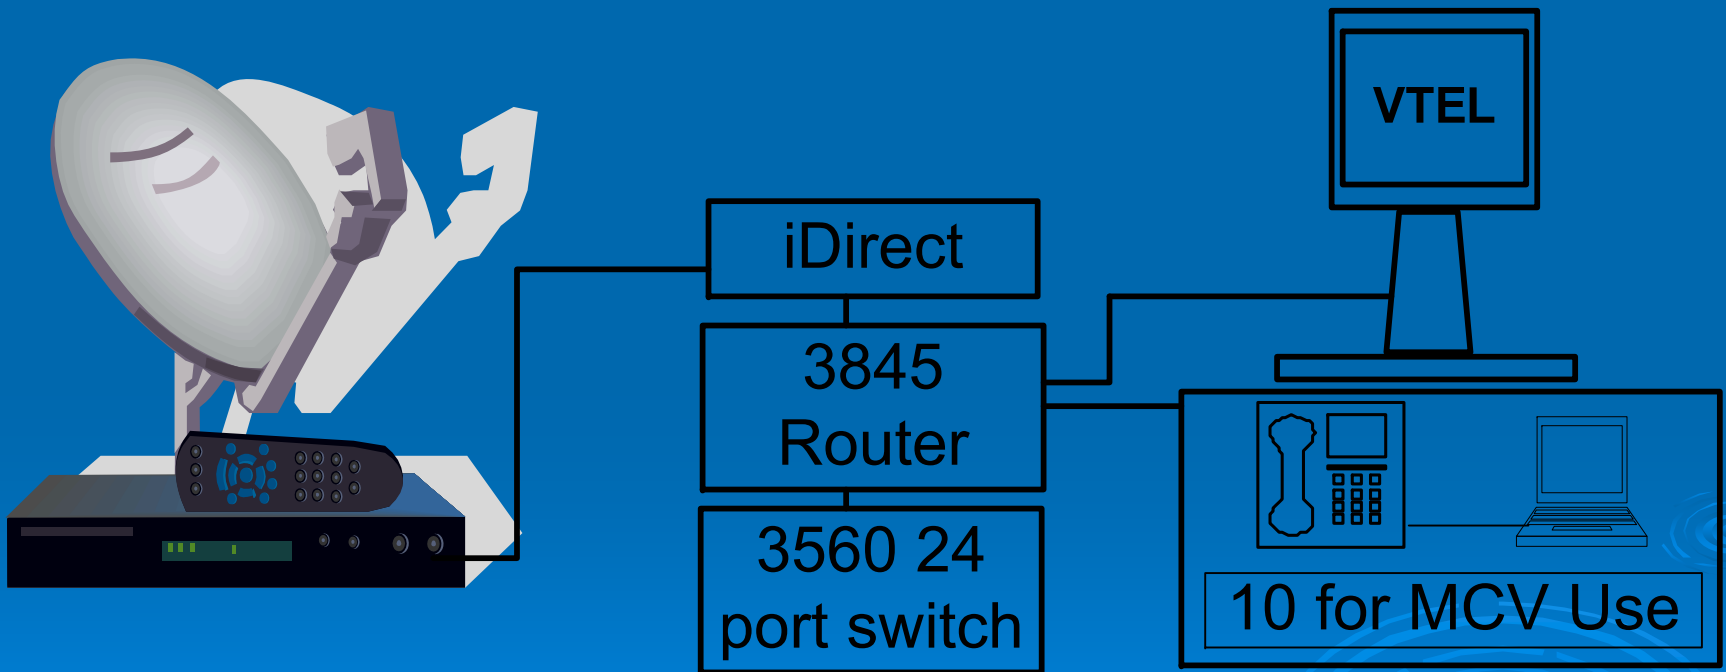 VTEL
iDirect
3845
Router
3560 24
port switch
10 for MCV Use